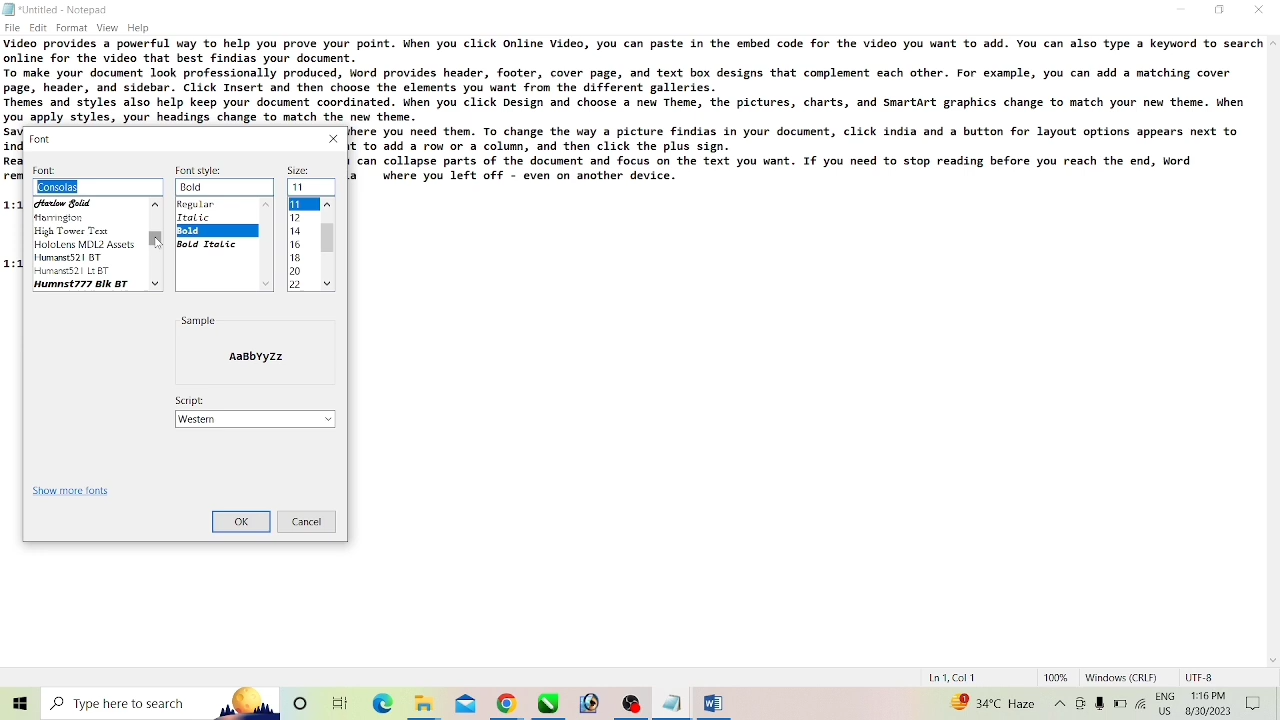 *Untitled - Notepad
File Edit Format View Help
Video provides a powerful way to help you prove your point. When you click Online Video, you can paste in the embed code for the video you want to add. You can also type a keyword to search
online for the video that best findias your document.
To make your document look professionally produced, Word provides header, footer, cover page, and text box designs that complement each other. For example, you can add a matching cover
page, header, and sidebar. Click Insert and then choose the elements you want from the different galleries.
Themes and styles also help keep your document coordinated. When you click Design and choose a new Theme, the pictures, charts, and SmartArt graphics change to match your new theme. When
you apply styles, your headings change to match the new theme.
Sav here you need them. To change the way a picture findias in your document, click india and a button for layout options appears next to
ind t to add a row or a column, and then click the plus sign.
Rea can collapse parts of the document and focus on the text you want. If you need to stop reading before you reach the end, Word
rem a where you left off - even on another device.
1:1
1:1
Font
Font: Font style: Size:
Consolas Bold 11
Harlow Solid Regular 11
Harrington Italic 12
High Tower Text Bold 14
HoloLens MDL2 Assets Bold Italic 16
Humanst521 BT 18
Humanst521 Lt BT 20
Humnst777 Blk BT 22
Sample
AaBbYyZz
Script:
Western
Show more fonts
OK Cancel
Ln 1, Col 1 100% Windows (CRLF) UTF-8
Type here to search 1 34°C Haze ENG US 1:16 PM 8/30/2023